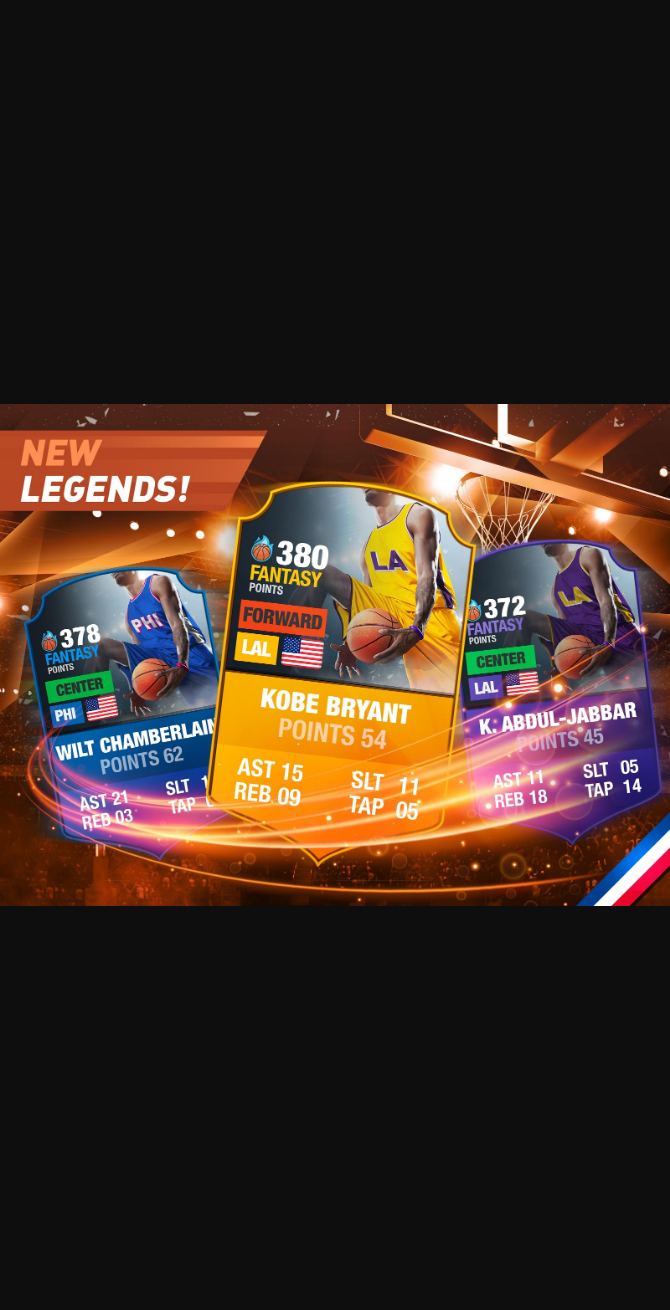 NEW
LEGENDS!
378
FANTASY
POINTS
CENTER
PHI
PHI
WILT CHAMBERLAIN
POINTS 62
AST 21
SLT
REB 03
TAP
380
FANTASY
POINTS
LA
FORWARD
LAL
KOBE BRYANT
POINTS 54
AST 15
SLT 11
REB 09
TAP 05
372
FANTASY
POINTS
LA
CENTER
LAL
K. ABDUL-JABBAR
POINTS 45
AST 11
SLT 05
REB 18
TAP 14